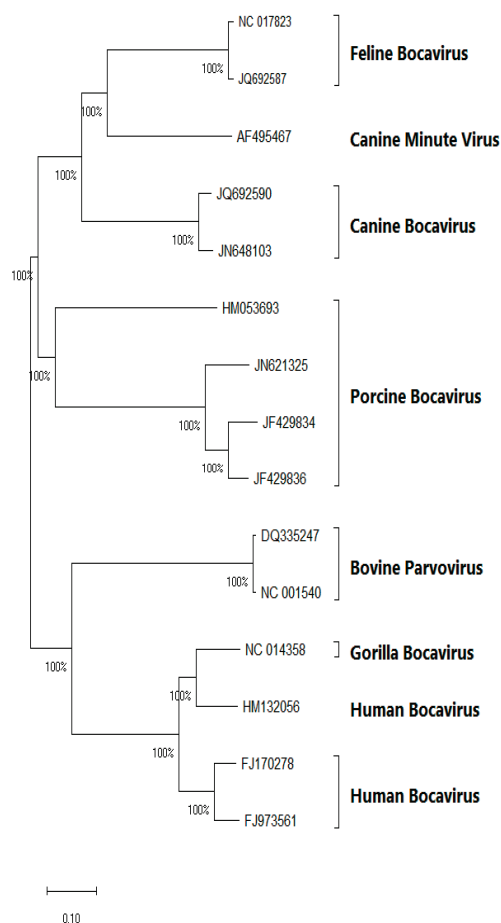 NC 017823
Feline Bocavirus
100%
JQ692587
100%
AF495467
Canine Minute Virus
100%
JQ692590
Canine Bocavirus
100%
JN648103
100%
HM053693
100%
JN621325
Porcine Bocavirus
100%
JF429834
100%
JF429836
DQ335247
Bovine Parvovirus
100%
NC 001540
NC 014358
Gorilla Bocavirus
100%
100%
HM132056
Human Bocavirus
100%
FJ170278
Human Bocavirus
100%
FJ973561
0.10